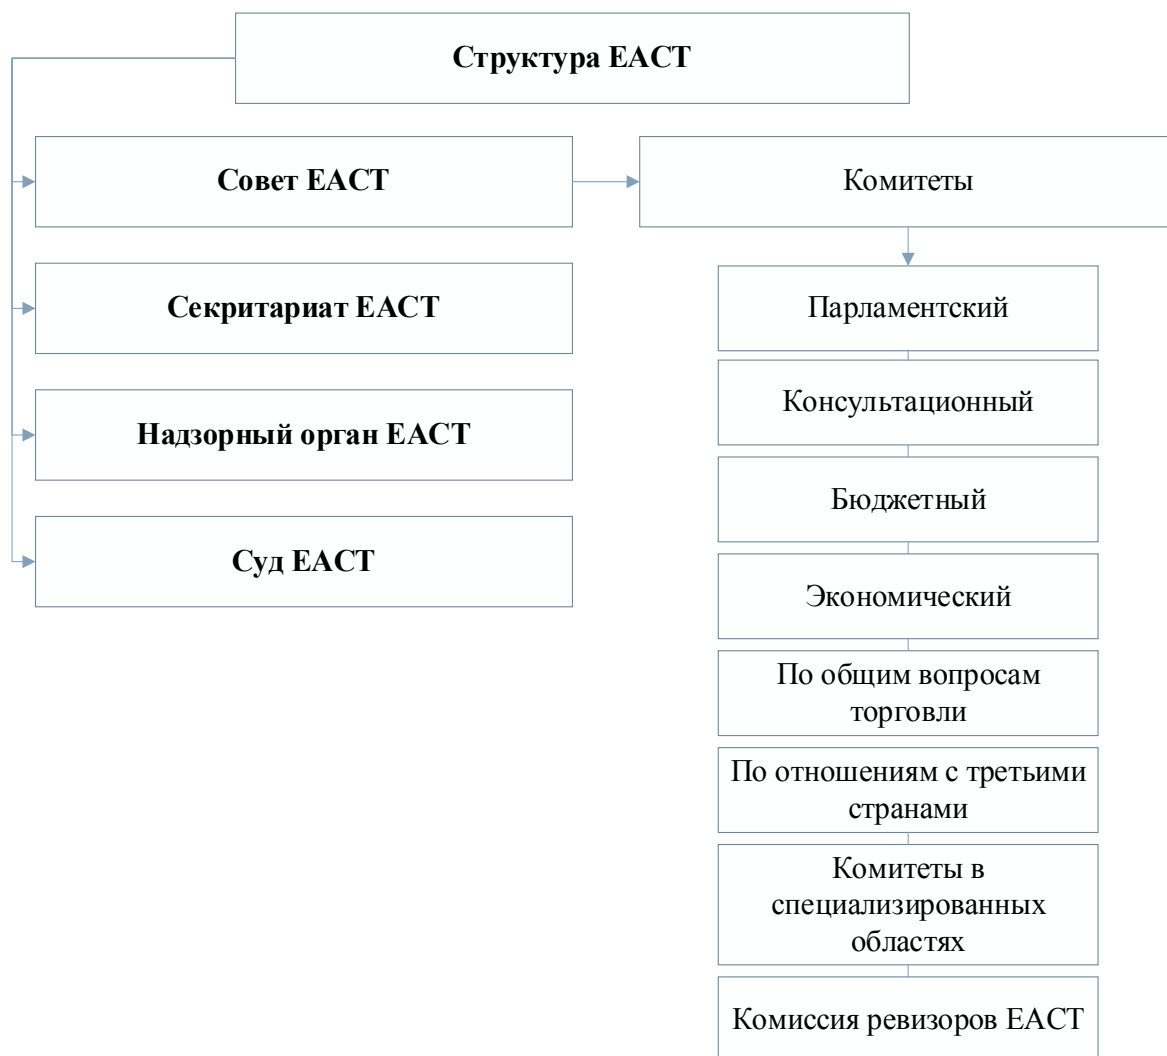 Структура ЕАСТ
Совет ЕАСТ
Комитеты
Секритариат ЕАСТ
Надзорный орган ЕАСТ
Суд ЕАСТ
Парламентский
Консультационный
Бюджетный
Экономический
По общим вопросам
торговли
По отношениям с третьими
странами
Комитеты в
специализированных
областях
Комиссия ревизоров ЕАСТ